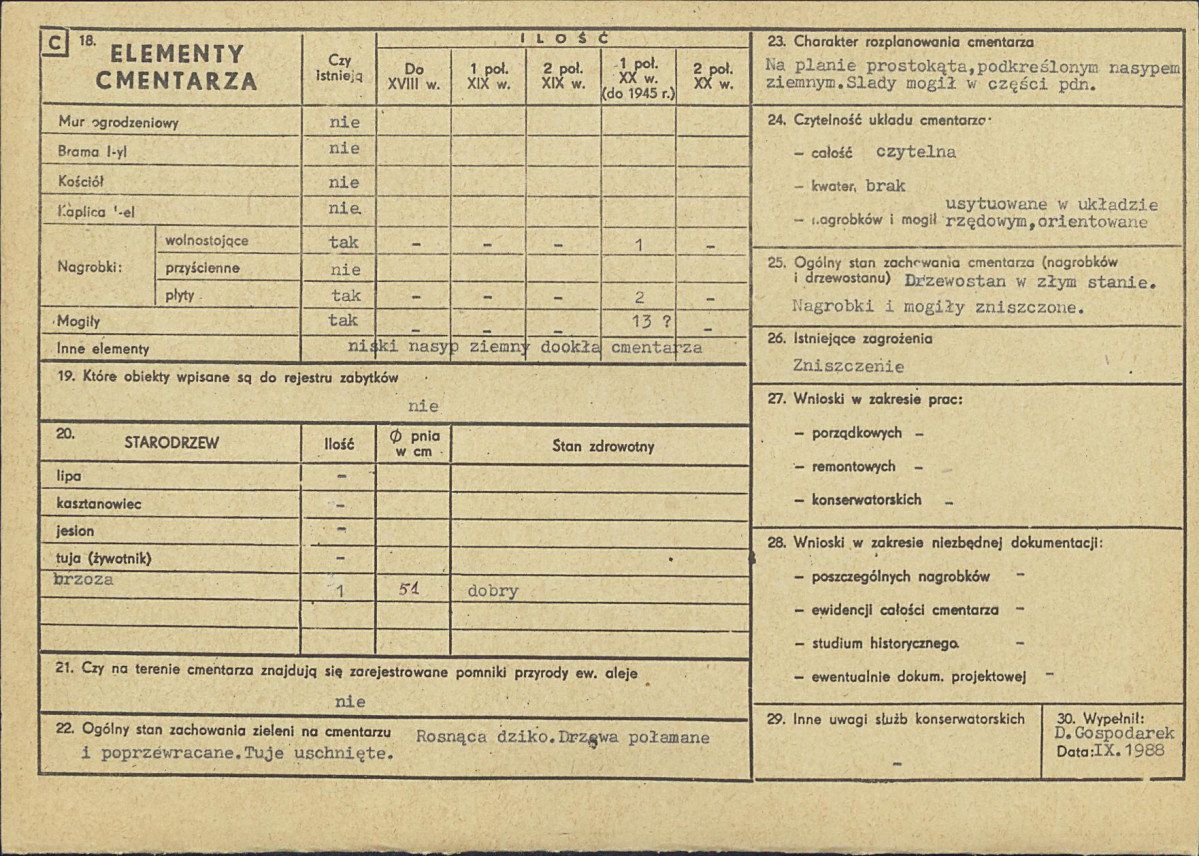 C 18. ELEMENTY CMENTARZA
Czy istnieją
ILOŚĆ
Do XVIII w.
1 poł. XIX w.
2 poł. XIX w.
1 poł. XX w. (do 1945 r.)
2 poł. XX w.
Mur ogrodzeniowy nie
Brama I-yl nie
Kościół nie
Kaplica '-el nie.
Nagrobki:
wolnostojące tak - - - 1 -
przyścienne nie
płyty tak - - - 2 -
Mogiły tak - - - 13 ? -
Inne elementy niski nasyp ziemny dookła cmentarza
19. Które obiekty wpisane są do rejestru zabytków
nie
20. STARODRZEW Ilość Ø pnia w cm Stan zdrowotny
lipa -
kasztanowiec -
jesion -
tuja (żywotnik) -
brzoza 1 51 dobry
21. Czy na terenie cmentarza znajdują się zarejestrowane pomniki przyrody ew. aleje
nie
22. Ogólny stan zachowania zieleni na cmentarzu Rosnąca dziko.Drzewa połamane
i poprzewracane.Tuje uschnięte.
23. Charakter rozplanowania cmentarza
Na planie prostokąta,podkreślonym nasypem
ziemnym.Slady mogił w części pdn.
24. Czytelność układu cmentarza
- całość czytelna
- kwater, brak
usytuowane w układzie
- nagrobków i mogił rzędowym,orientowane
25. Ogólny stan zachowania cmentarza (nagrobków
i drzewostanu) Drzewostan w złym stanie.
Nagrobki i mogiły zniszczone.
26. Istniejące zagrożenia
Zniszczenie
27. Wnioski w zakresie prac:
- porządkowych -
- remontowych -
- konserwatorskich -
28. Wnioski w zakresie niezbędnej dokumentacji:
- poszczególnych nagrobków -
- ewidencji całości cmentarza -
- studium historycznego -
- ewentualnie dokum. projektowej -
29. Inne uwagi służb konserwatorskich
-
30. Wypełnił:
D.Gospodarek
Data:IX.1988